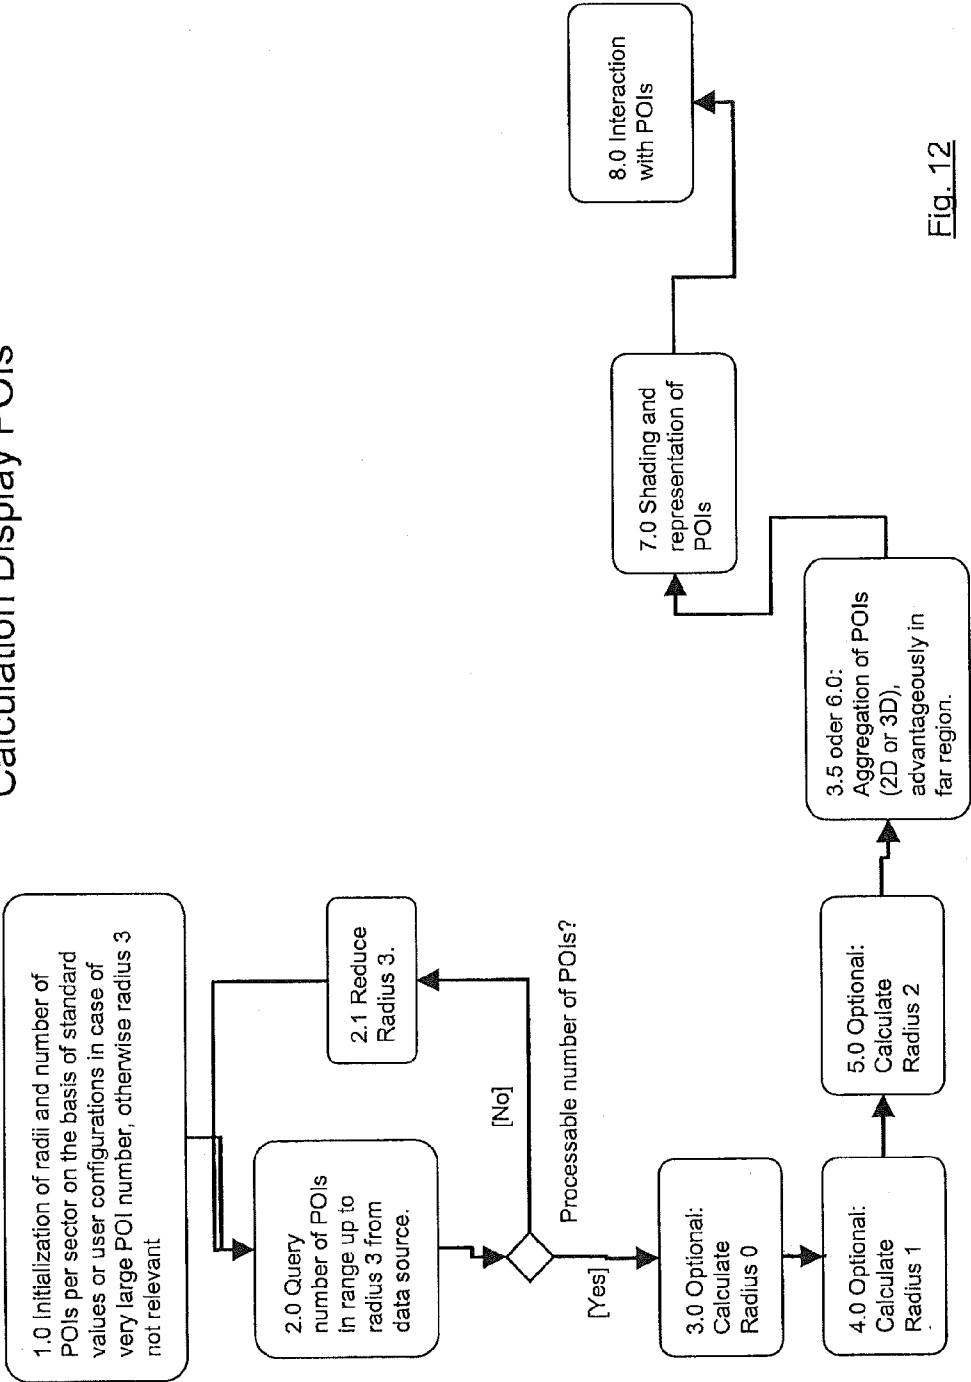 Calculation Display POIs
1.0 Initialization of radii and number of
POIs per sector on the basis of standard
values or user configurations in case of
very large POI number, otherwise radius 3
not relevant
2.0 Query
number of POIs
in range up to
radius 3 from
data source.
2.1 Reduce
Radius 3.
[No]
Processable number of POIs?
[Yes]
3.0 Optional:
Calculate
Radius 0
4.0 Optional:
Calculate
Radius 1
5.0 Optional:
Calculate
Radius 2
3.5 oder 6.0:
Aggregation of POIs
(2D or 3D),
advantageously in
far region.
7.0 Shading and
representation of
POIs
8.0 Interaction
with POIs
Fig. 12